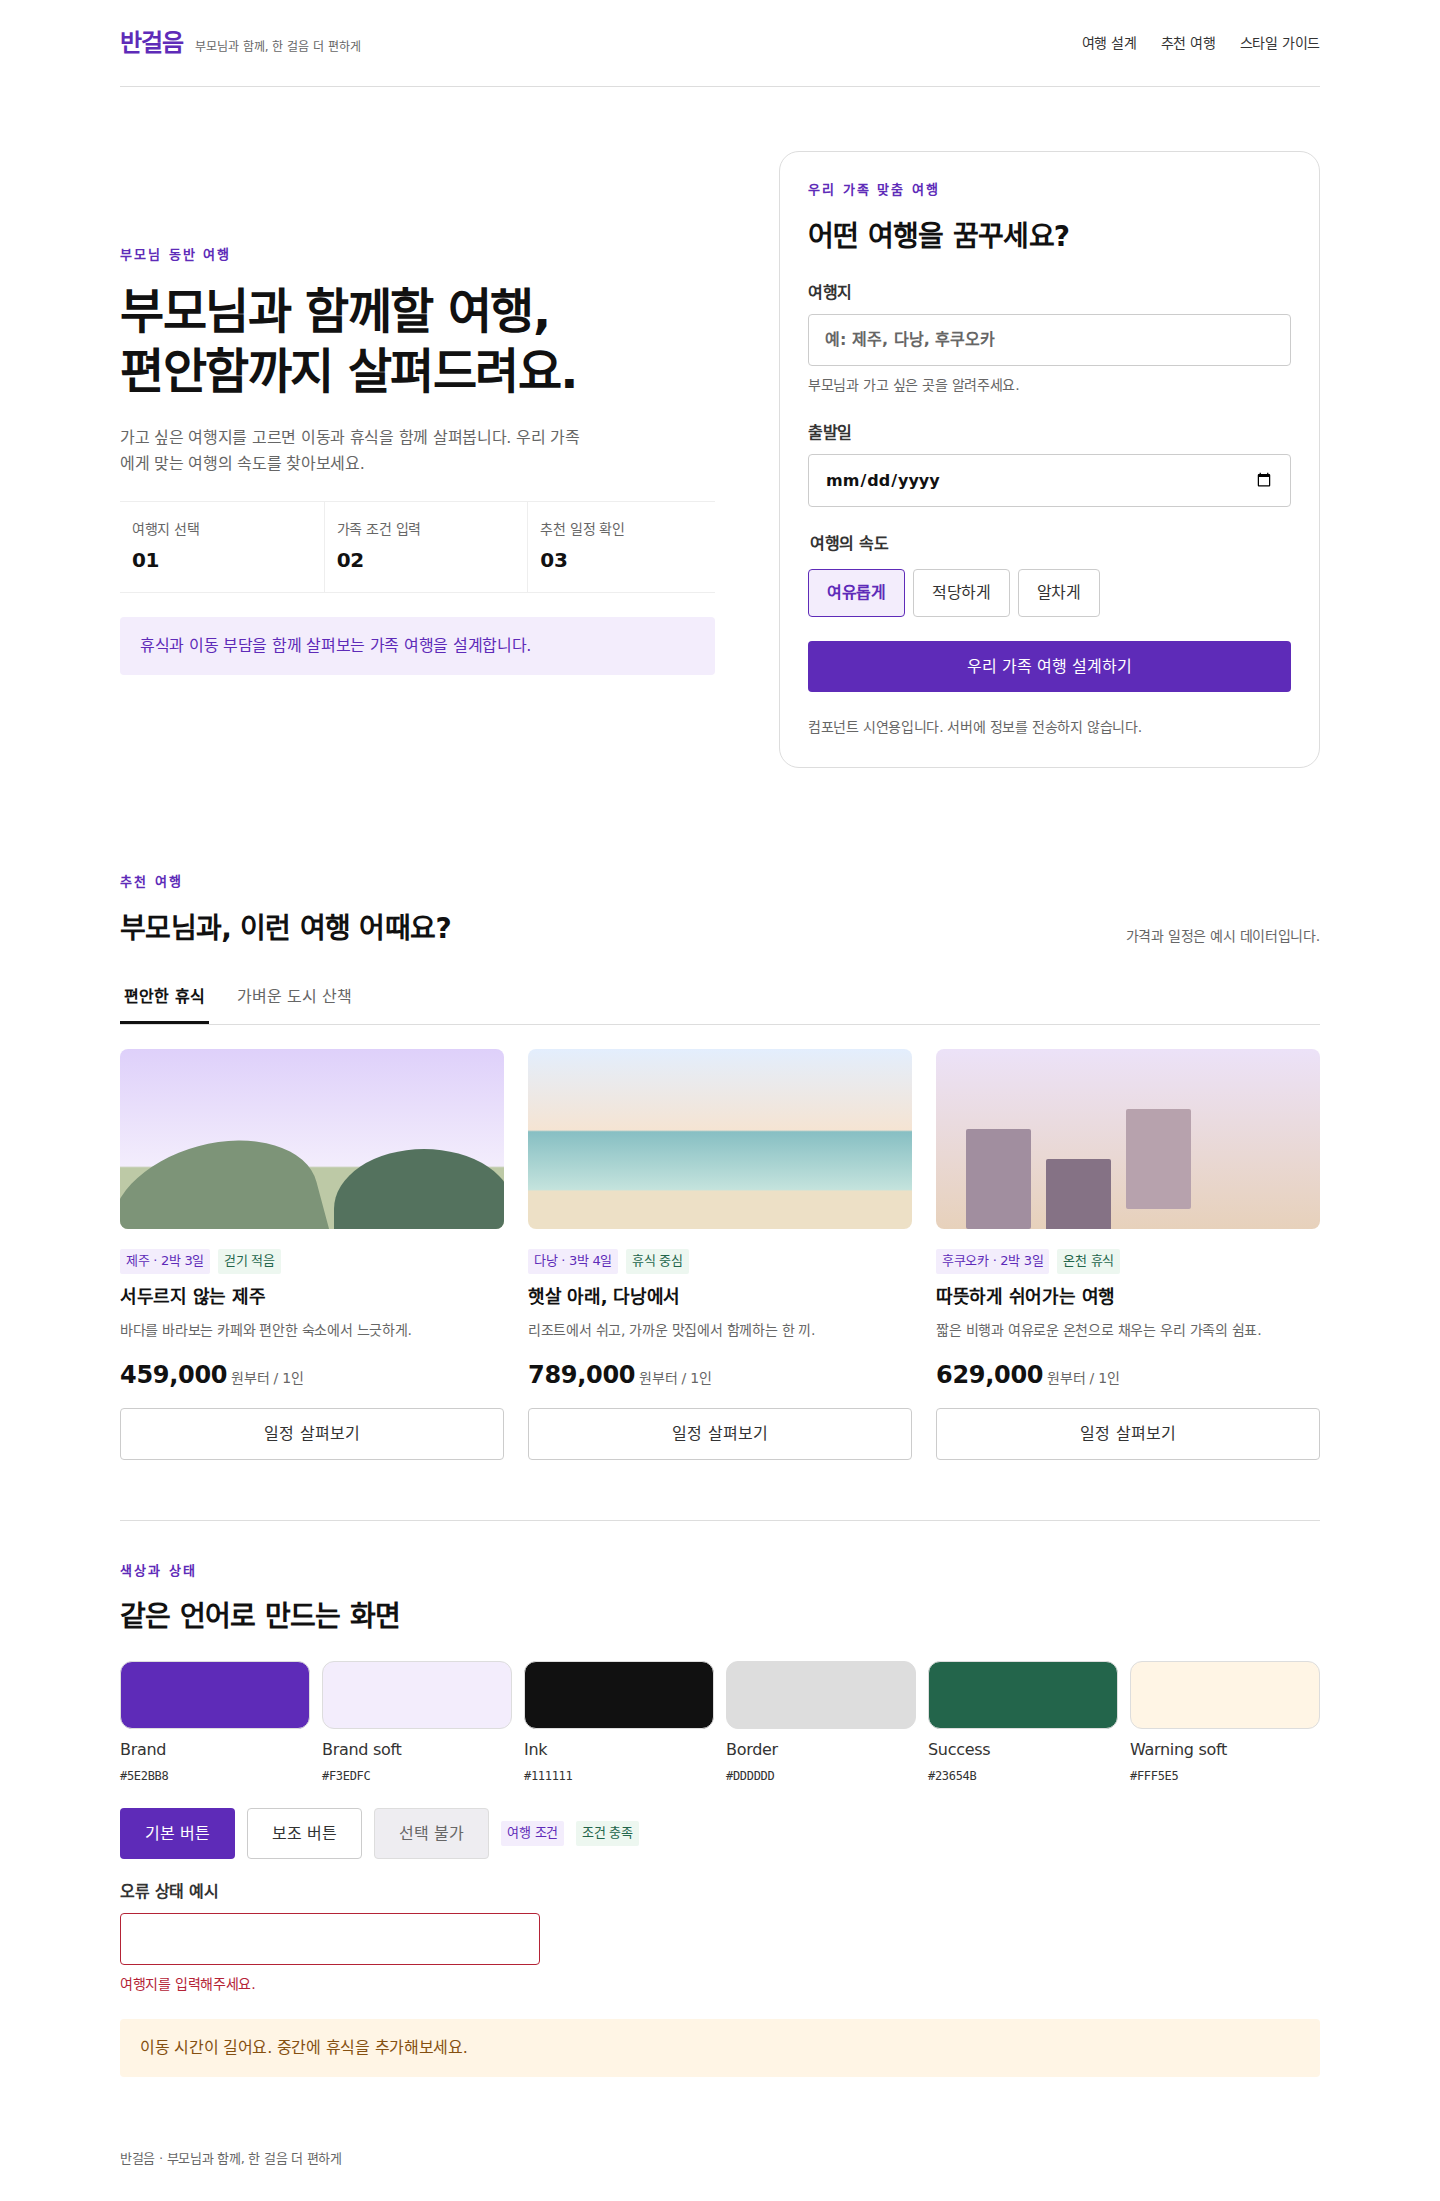 반걸음 부모님과 함께, 한 걸음 더 편하게
여행 설계 추천 여행 스타일 가이드
부모님 동반 여행
부모님과 함께할 여행,
편안함까지 살펴드려요.
가고 싶은 여행지를 고르면 이동과 휴식을 함께 살펴봅니다. 우리 가족
에게 맞는 여행의 속도를 찾아보세요.
여행지 선택 가족 조건 입력 추천 일정 확인
01 02 03
휴식과 이동 부담을 함께 살펴보는 가족 여행을 설계합니다.
우리 가족 맞춤 여행
어떤 여행을 꿈꾸세요?
여행지
예: 제주, 다낭, 후쿠오카
부모님과 가고 싶은 곳을 알려주세요.
출발일
mm/dd/yyyy
여행의 속도
여유롭게 적당하게 알차게
우리 가족 여행 설계하기
컴포넌트 시연용입니다. 서버에 정보를 전송하지 않습니다.
추천 여행
부모님과, 이런 여행 어때요?
가격과 일정은 예시 데이터입니다.
편안한 휴식 가벼운 도시 산책
제주 · 2박 3일 걷기 적음
서두르지 않는 제주
바다를 바라보는 카페와 편안한 숙소에서 느긋하게.
459,000 원부터 / 1인
일정 살펴보기
다낭 · 3박 4일 휴식 중심
햇살 아래, 다낭에서
리조트에서 쉬고, 가까운 맛집에서 함께하는 한 끼.
789,000 원부터 / 1인
일정 살펴보기
후쿠오카 · 2박 3일 온천 휴식
따뜻하게 쉬어가는 여행
짧은 비행과 여유로운 온천으로 채우는 우리 가족의 쉼표.
629,000 원부터 / 1인
일정 살펴보기
색상과 상태
같은 언어로 만드는 화면
Brand Brand soft Ink Border Success Warning soft
#5E2BB8 #F3EDFC #111111 #DDDDDD #23654B #FFF5E5
기본 버튼 보조 버튼 선택 불가 여행 조건 조건 충족
오류 상태 예시
여행지를 입력해주세요.
이동 시간이 길어요. 중간에 휴식을 추가해보세요.
반걸음 · 부모님과 함께, 한 걸음 더 편하게